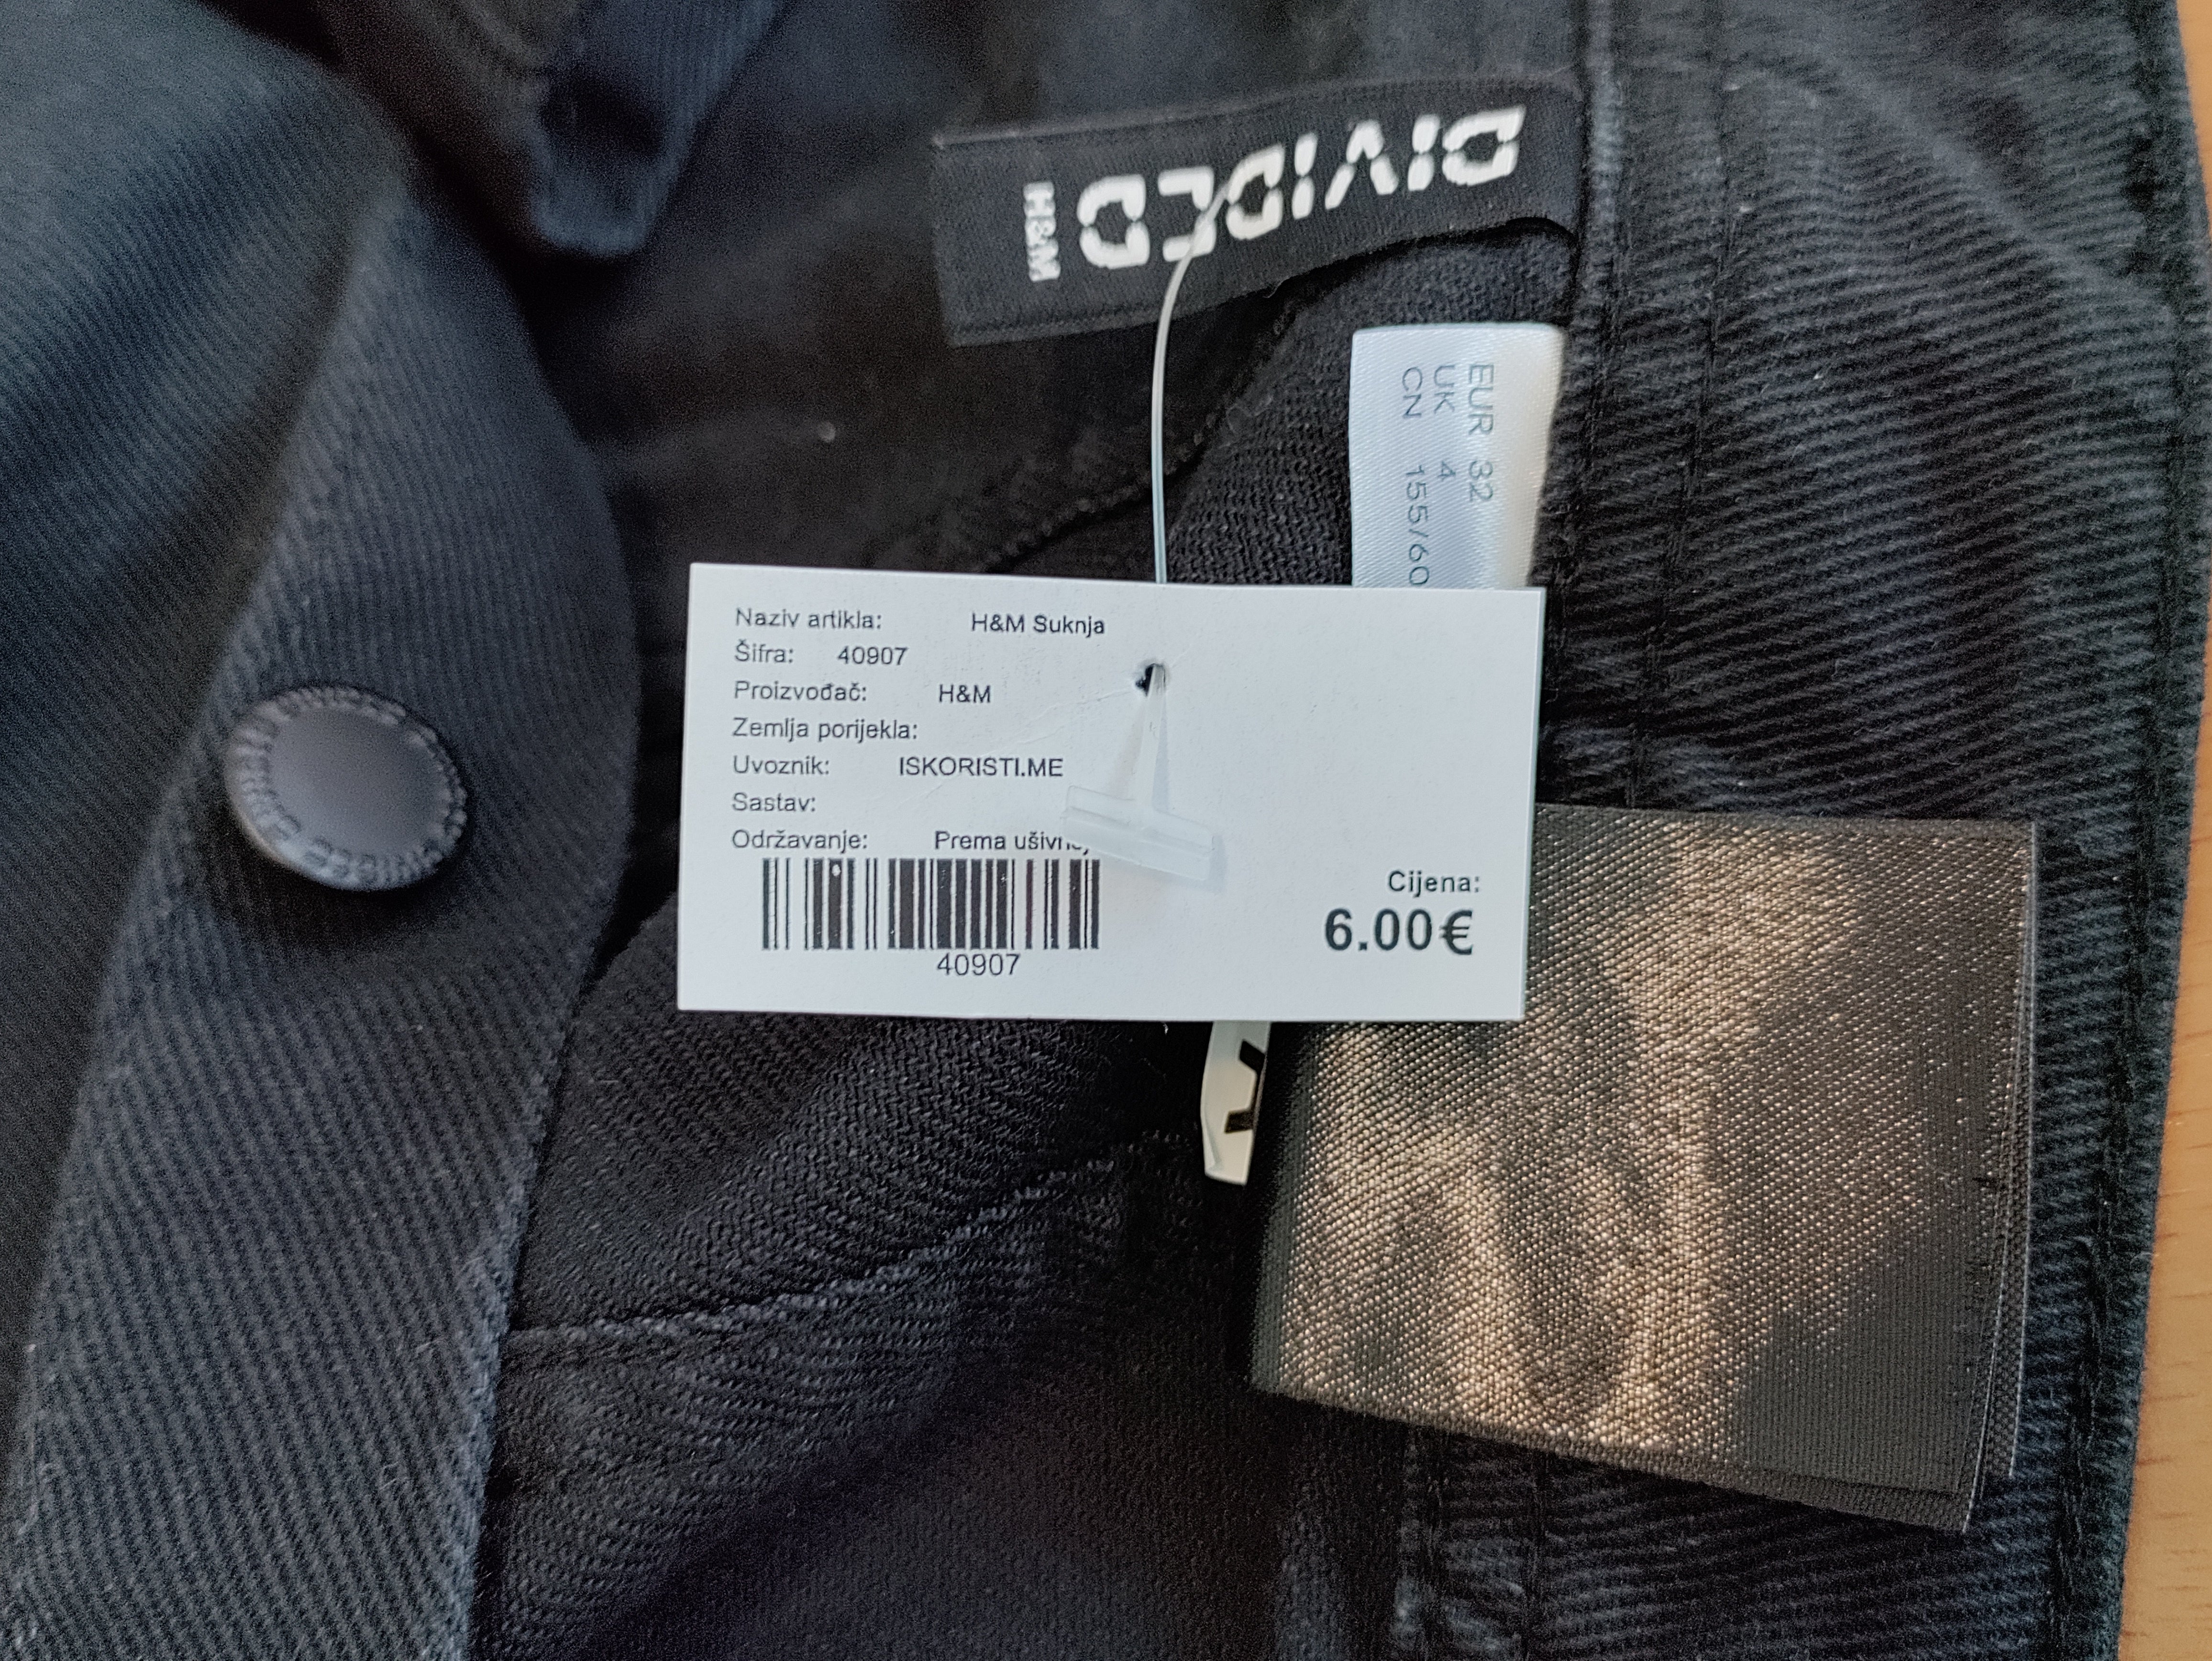 DIVIDED
H&M
EUR 32
UK 4
CN 155/60
Naziv artikla: H&M Suknja
Šifra: 40907
Proizvođač: H&M
Zemlja porijekla:
Uvoznik: ISKORISTI.ME
Sastav:
Održavanje: Prema
40907
Cijena:
6.00€